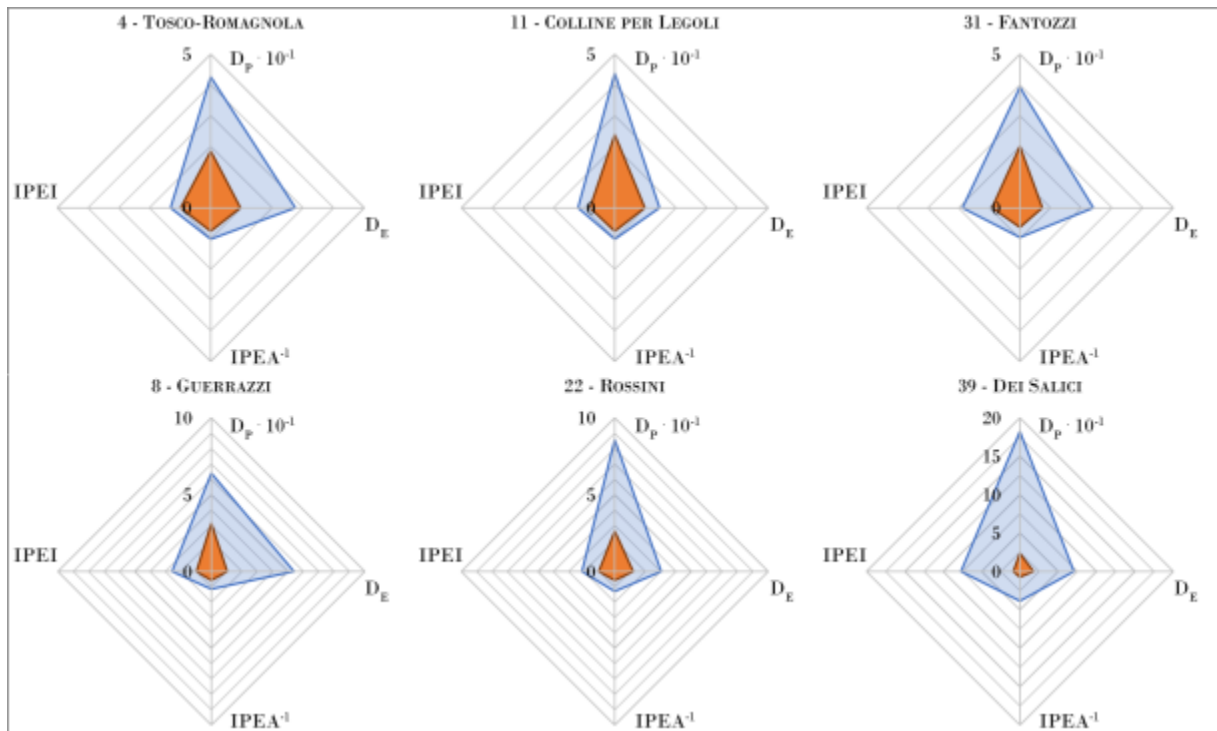 4 - Tosco-Romagnola
5
D_P · 10⁻¹
IPEI
0
D_E
IPEA⁻¹
11 - Colline per Legoli
5
D_P · 10⁻¹
IPEI
0
D_E
IPEA⁻¹
31 - Fantozzi
5
D_P · 10⁻¹
IPEI
0
D_E
IPEA⁻¹
8 - Guerrazzi
10
D_P · 10⁻¹
5
IPEI
0
D_E
IPEA⁻¹
22 - Rossini
10
D_P · 10⁻¹
5
IPEI
0
D_E
IPEA⁻¹
39 - Dei Salici
20
D_P · 10⁻¹
15
10
5
IPEI
0
D_E
IPEA⁻¹